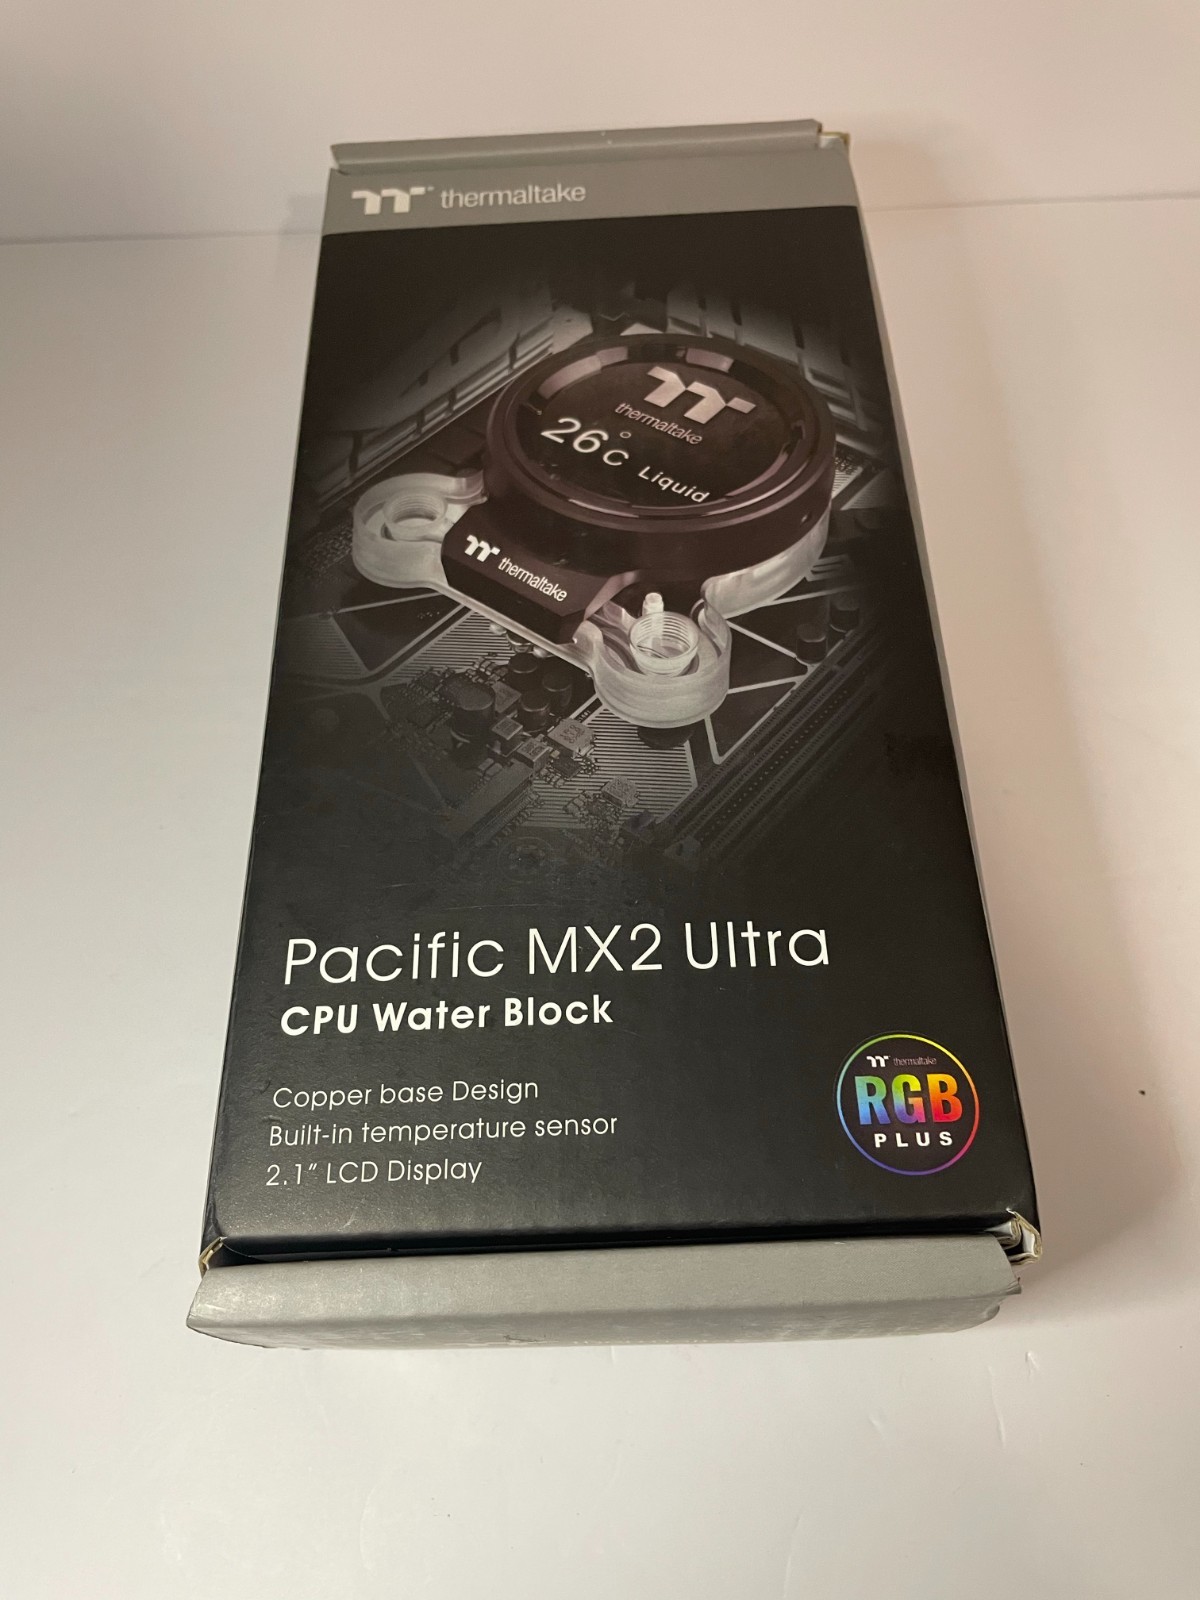 thermaltake
thermaltake
26°C Liquid
thermaltake
Pacific MX2 Ultra
CPU Water Block
Copper base Design
Built-in temperature sensor
2.1” LCD Display
thermaltake
RGB
PLUS